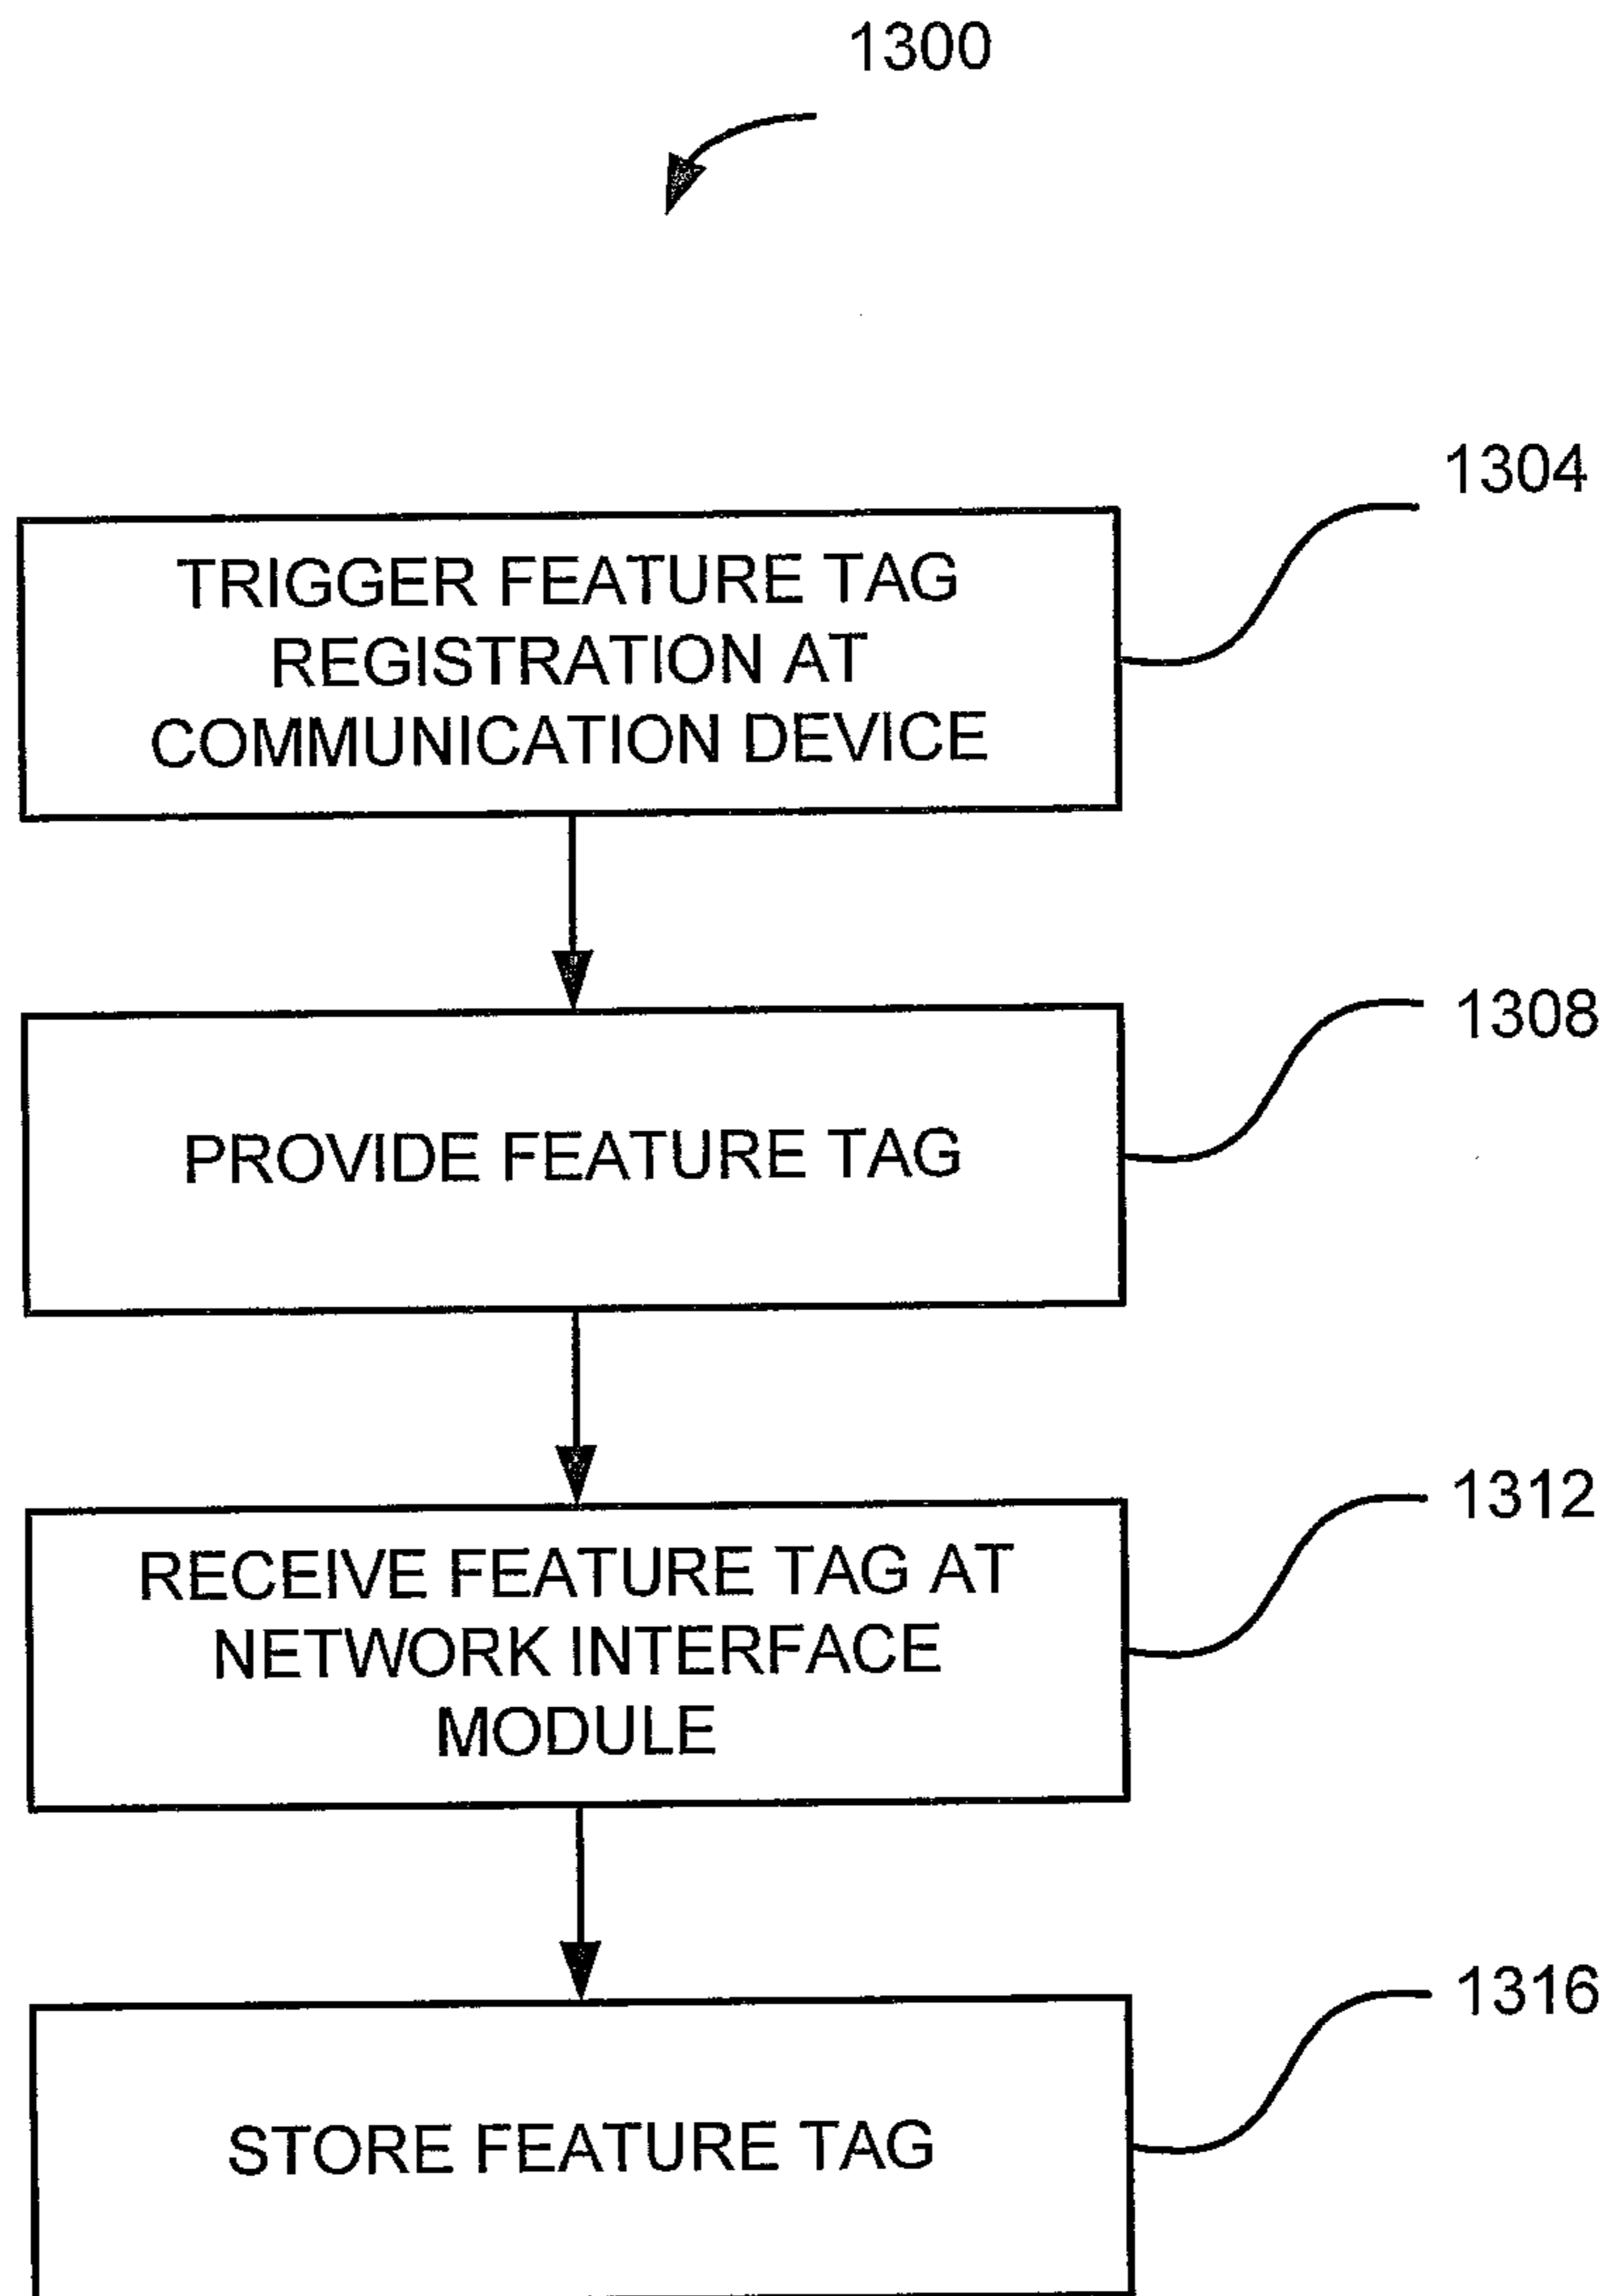 1300
1304
TRIGGER FEATURE TAG
REGISTRATION AT
COMMUNICATION DEVICE
1308
PROVIDE FEATURE TAG
1312
RECEIVE FEATURE TAG AT
NETWORK INTERFACE
MODULE
1316
STORE FEATURE TAG